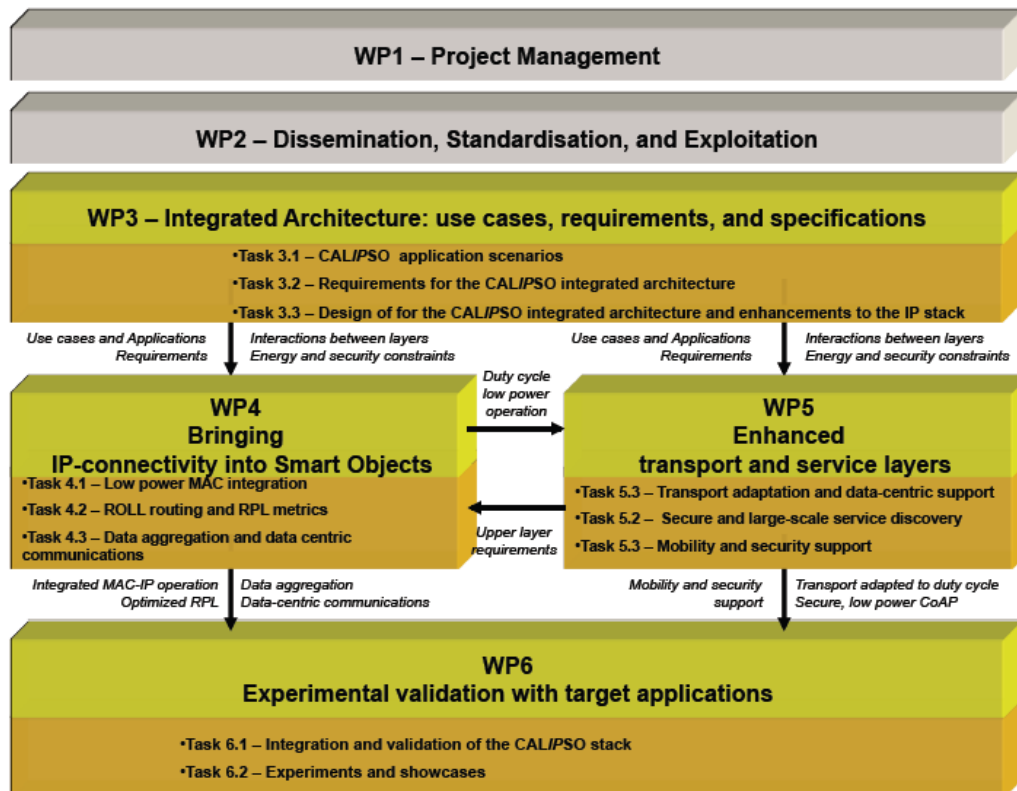 WP1 – Project Management
WP2 – Dissemination, Standardisation, and Exploitation
WP3 – Integrated Architecture: use cases, requirements, and specifications
•Task 3.1 – CALIPSO application scenarios
•Task 3.2 – Requirements for the CALIPSO integrated architecture
•Task 3.3 – Design of for the CALIPSO integrated architecture and enhancements to the IP stack
Use cases and Applications
Requirements
Interactions between layers
Energy and security constraints
Use cases and Applications
Requirements
Interactions between layers
Energy and security constraints
WP4
Bringing
IP-connectivity into Smart Objects
•Task 4.1 – Low power MAC integration
•Task 4.2 – ROLL routing and RPL metrics
•Task 4.3 – Data aggregation and data centric
communications
Duty cycle
low power
operation
Upper layer
requirements
WP5
Enhanced
transport and service layers
•Task 5.3 – Transport adaptation and data-centric support
•Task 5.2 – Secure and large-scale service discovery
•Task 5.3 – Mobility and security support
Integrated MAC-IP operation
Optimized RPL
Data aggregation
Data-centric communications
Mobility and security
support
Transport adapted to duty cycle
Secure, low power CoAP
WP6
Experimental validation with target applications
•Task 6.1 – Integration and validation of the CALIPSO stack
•Task 6.2 – Experiments and showcases